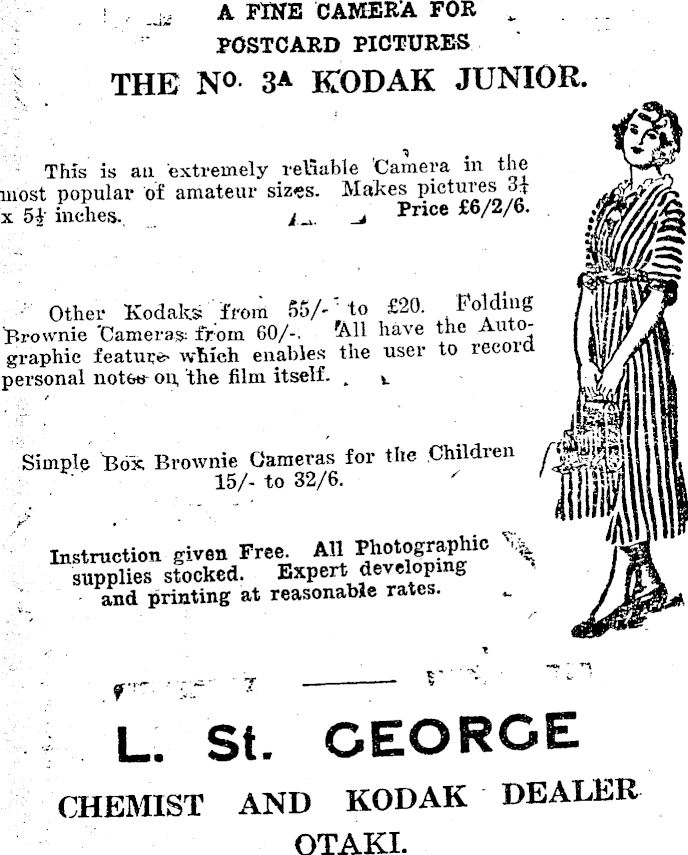 A FINE CAMERA FOR
POSTCARD PICTURES
THE No. 3A KODAK JUNIOR.
This is an extremely reliable Camera in the
most popular of amateur sizes. Makes pictures 3¼
x 5½ inches. Price £6/2/6.
Other Kodaks from 55/- to £20. Folding
Brownie Cameras from 60/-. All have the Auto-
graphic feature which enables the user to record
personal notes on the film itself.
Simple Box Brownie Cameras for the Children
15/- to 32/6.
Instruction given Free. All Photographic
supplies stocked. Expert developing
and printing at reasonable rates.
L. St. GEORGE
CHEMIST AND KODAK DEALER
OTAKI.